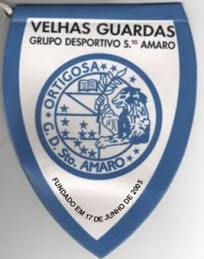 VELHAS GUARDAS
GRUPO DESPORTIVO S.TO AMARO
ORTIGOSA
G. D. Sto. AMARO
FUNDADO EM 17 DE JUNHO DE 2005